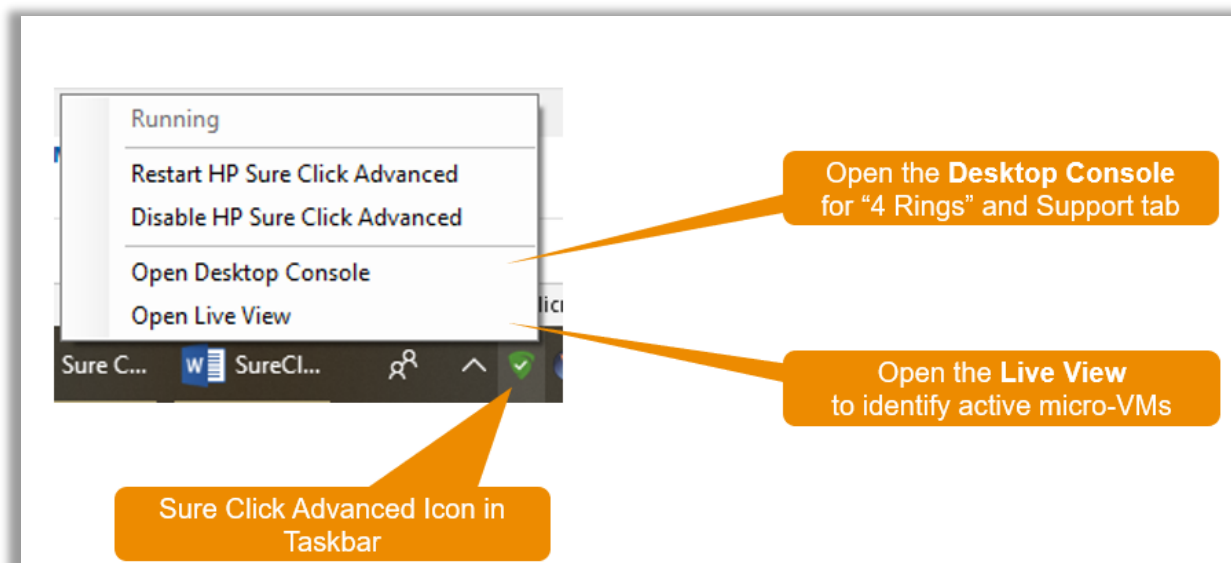 Running
Restart HP Sure Click Advanced
Disable HP Sure Click Advanced
Open Desktop Console
Open Live View
Sure C...
SureCl...
Open the Desktop Console
for “4 Rings” and Support tab
Open the Live View
to identify active micro-VMs
Sure Click Advanced Icon in
Taskbar